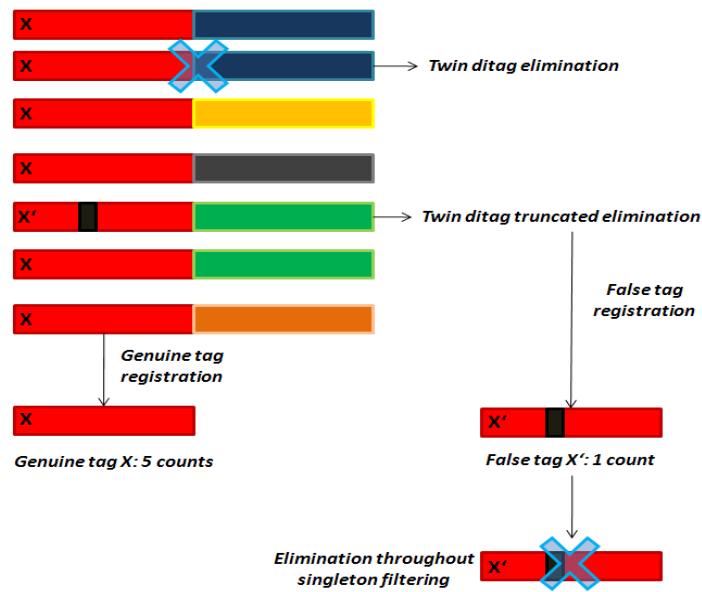 X
X
Twin ditag elimination
X
X
X‘
Twin ditag truncated elimination
X
X
False tag
registration
Genuine tag
registration
X
X‘
Genuine tag X: 5 counts
False tag X‘: 1 count
Elimination throughout
singleton filtering
X‘